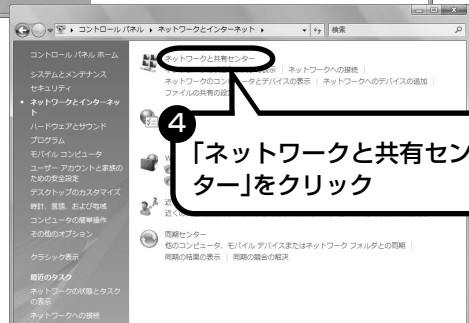 コントロール パネル ▸ ネットワークとインターネット ▸
検索
コントロール パネル ホーム
システムとメンテナンス
セキュリティ
• ネットワークとインターネッ
ト
ハードウェアとサウンド
プログラム
モバイル コンピュータ
ユーザー アカウントと家族の
ための安全設定
デスクトップのカスタマイズ
時計、言語、および地域
コンピュータの簡単操作
その他のオプション
クラシック表示
最近のタスク
ネットワークの状態とタスク
の表示
ネットワークへの接続
ネットワークと共有センター
表示 | ネットワークへの接続
ネットワークのコン
ータとデバイスの表示 | ネットワークへのデバイスの追加
ファイルの共有の設
❹
「ネットワークと共有セン
ター」をクリック
近くの
同期センター
他のコンピュータ、モバイル デバイスまたはネットワーク フォルダとの同期
同期の結果の表示 | 同期の競合の解決